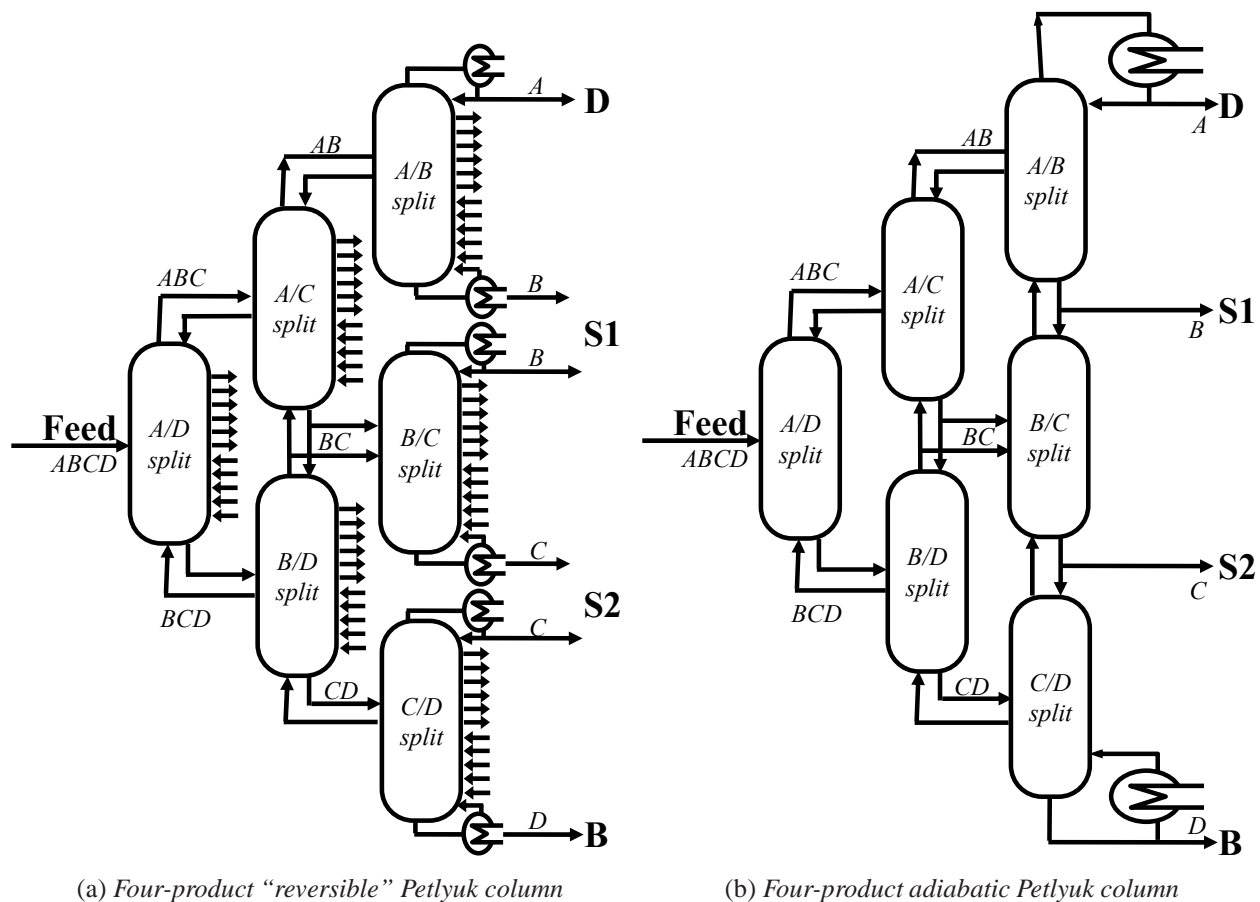 A
D
AB
A/B
split
ABC
A/C
split
B
S1
B
Feed
ABCD
A/D
split
BC
B/C
split
B/D
split
BCD
C
S2
C
CD
C/D
split
D
B
(a) Four-product “reversible” Petlyuk column
D
A
AB
A/B
split
ABC
A/C
split
S1
B
Feed
ABCD
A/D
split
BC
B/C
split
B/D
split
BCD
S2
C
CD
C/D
split
D
B
(b) Four-product adiabatic Petlyuk column